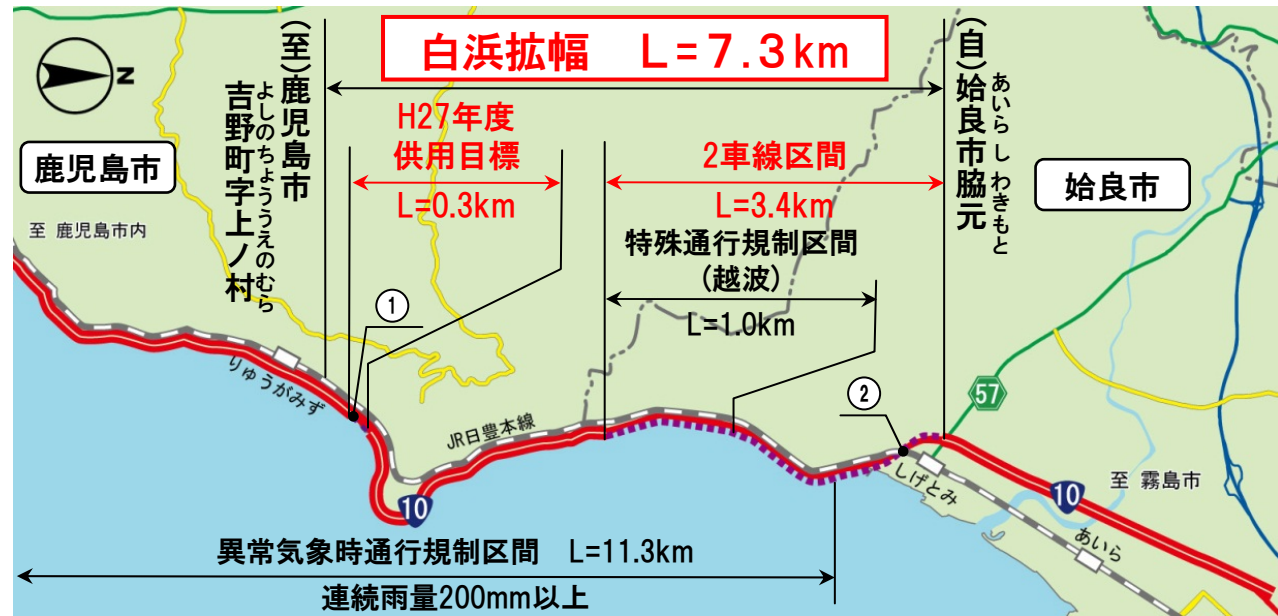 白浜拡幅 L=7.3km
N
(至)鹿児島市
吉野町字上ノ村
よしのちょううえのむら
(自)姶良市脇元
あいらしわきもと
鹿児島市
至 鹿児島市内
H27年度
供用目標
L=0.3km
2車線区間
L=3.4km
特殊通行規制区間
(越波)
L=1.0km
姶良市
①
りゅうがみず
JR日豊本線
②
57
しげとみ
10
10
至 霧島市
あいら
異常気象時通行規制区間 L=11.3km
連続雨量200mm以上